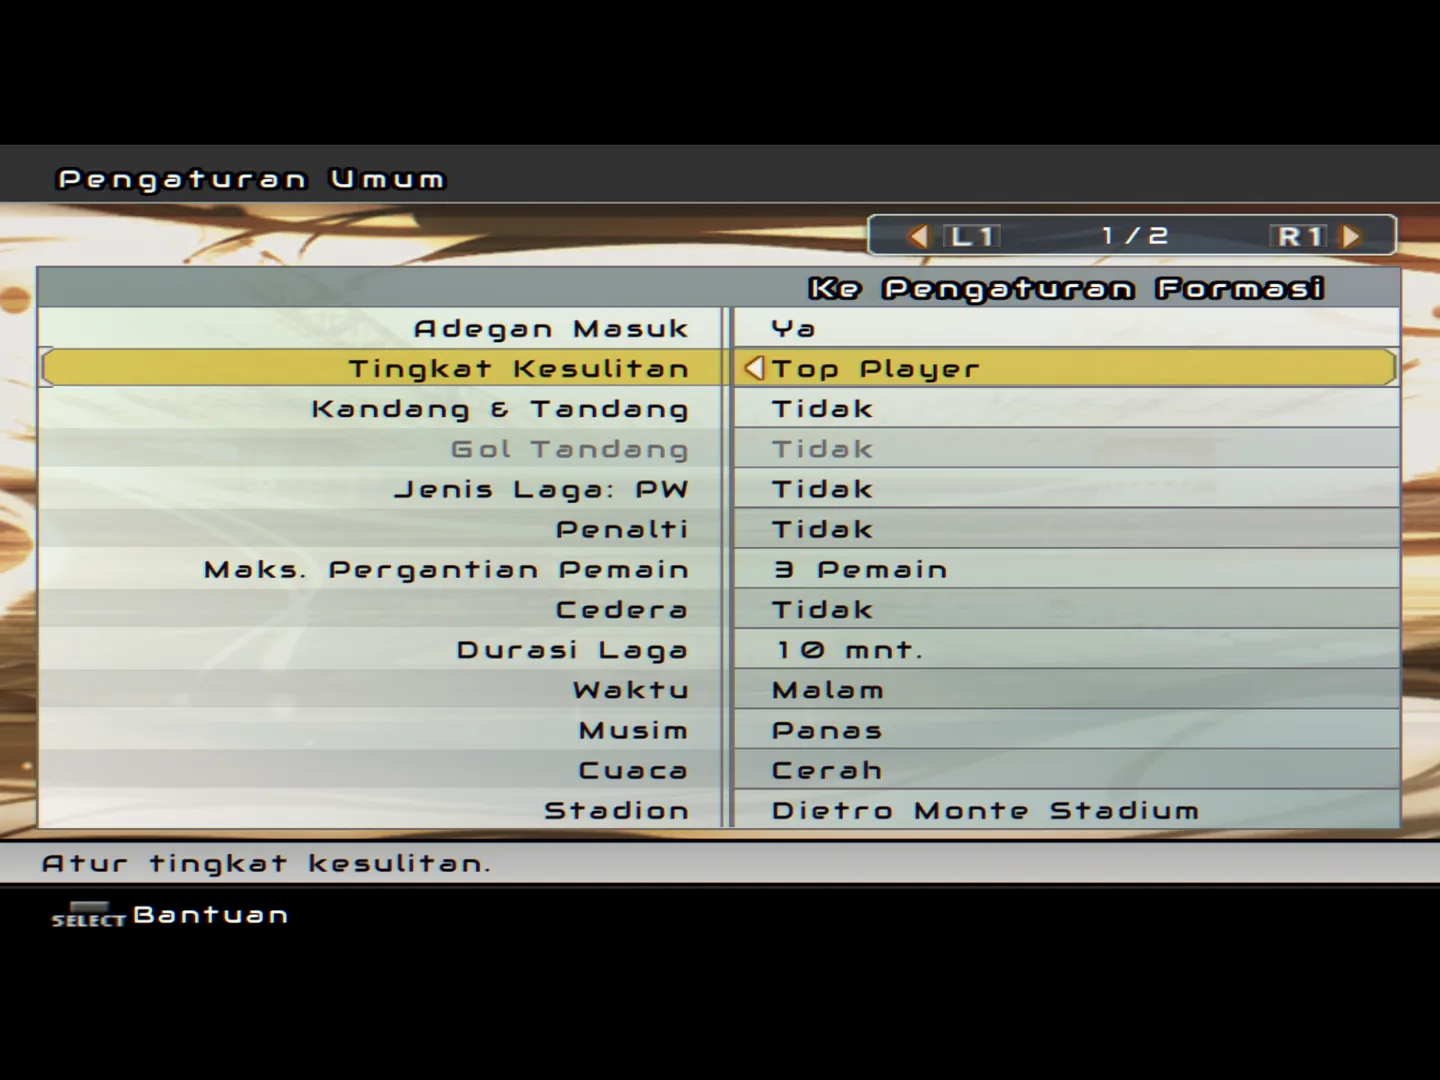 Pengaturan Umum
L1 1/2 R1
Ke Pengaturan Formasi
Adegan Masuk Ya
Tingkat Kesulitan Top Player
Kandang & Tandang Tidak
Gol Tandang Tidak
Jenis Laga: PW Tidak
Penalti Tidak
Maks. Pergantian Pemain 3 Pemain
Cedera Tidak
Durasi Laga 10 mnt.
Waktu Malam
Musim Panas
Cuaca Cerah
Stadion Dietro Monte Stadium
Atur tingkat kesulitan.
SELECT Bantuan